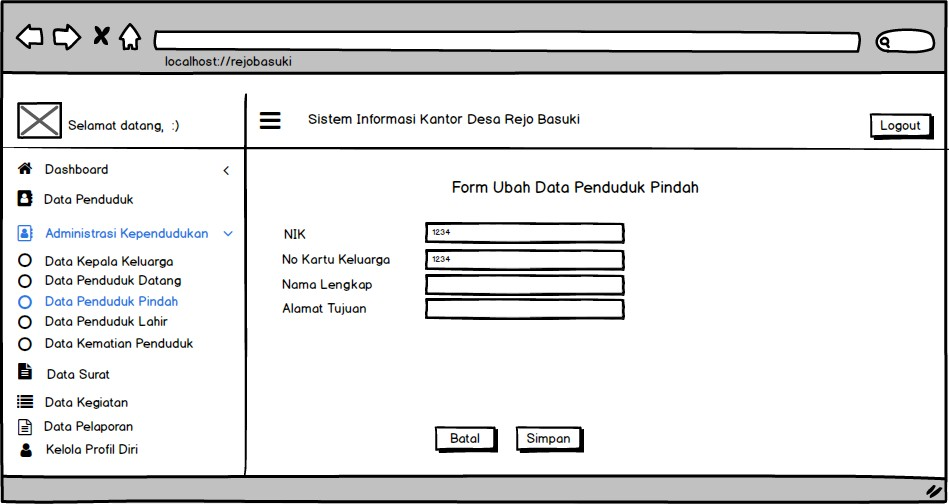 localhost://rejobasuki
Selamat datang, :)
Sistem Informasi Kantor Desa Rejo Basuki
Logout
Dashboard
Data Penduduk
Administrasi Kependudukan
Data Kepala Keluarga
Data Penduduk Datang
Data Penduduk Pindah
Data Penduduk Lahir
Data Kematian Penduduk
Data Surat
Data Kegiatan
Data Pelaporan
Kelola Profil Diri
Form Ubah Data Penduduk Pindah
NIK 1234
No Kartu Keluarga 1234
Nama Lengkap
Alamat Tujuan
Batal Simpan